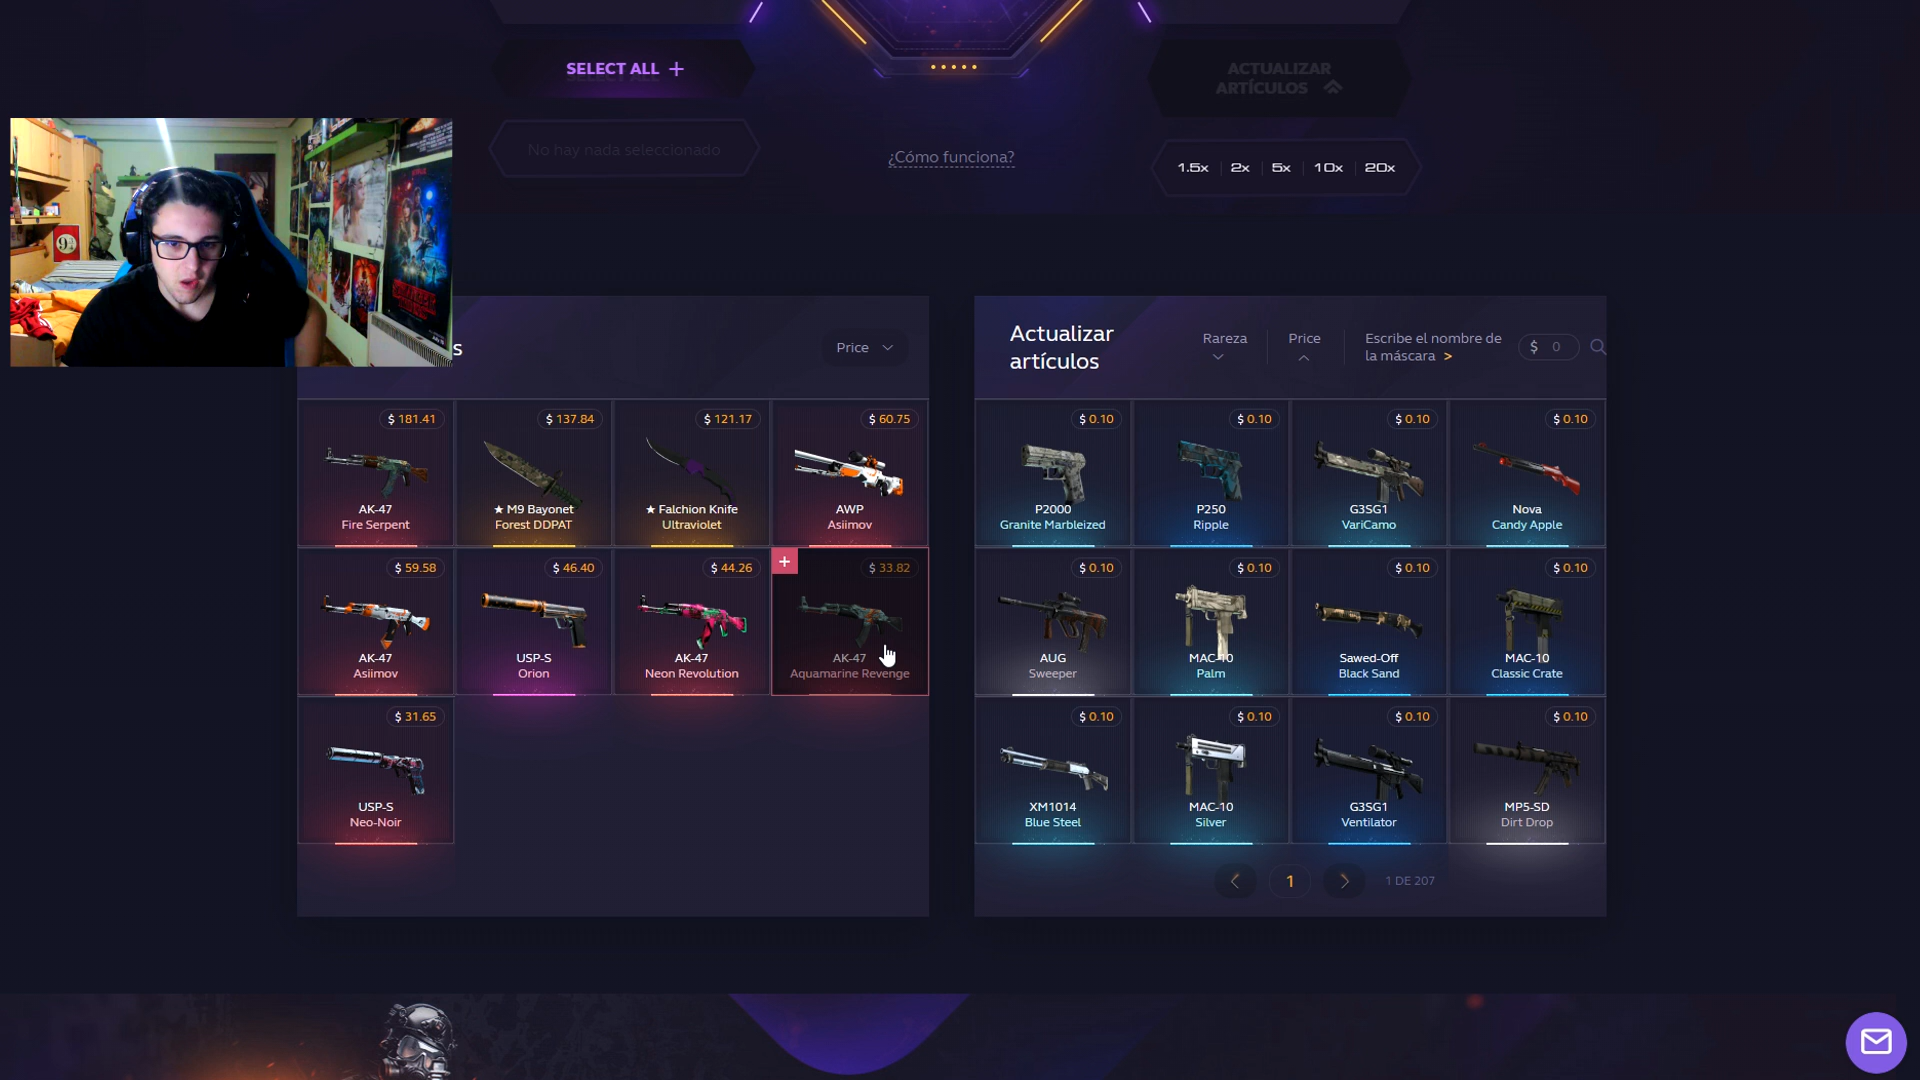 SELECT ALL +
ACTUALIZAR
ARTÍCULOS
No hay nada seleccionado
¿Cómo funciona?
1.5x 2x 5x 10x 20x
s
Price
Actualizar
artículos
Rareza
Price
Escribe el nombre de
la máscara >
$ 0
$ 181.41
AK-47
Fire Serpent
$ 137.84
★ M9 Bayonet
Forest DDPAT
$ 121.17
★ Falchion Knife
Ultraviolet
$ 60.75
AWP
Asiimov
$ 59.58
AK-47
Asiimov
$ 46.40
USP-S
Orion
$ 44.26
AK-47
Neon Revolution
+
$ 33.82
AK-47
Aquamarine Revenge
$ 31.65
USP-S
Neo-Noir
$ 0.10
P2000
Granite Marbleized
$ 0.10
P250
Ripple
$ 0.10
G3SG1
VariCamo
$ 0.10
Nova
Candy Apple
$ 0.10
AUG
Sweeper
$ 0.10
MAC-10
Palm
$ 0.10
Sawed-Off
Black Sand
$ 0.10
MAC-10
Classic Crate
$ 0.10
XM1014
Blue Steel
$ 0.10
MAC-10
Silver
$ 0.10
G3SG1
Ventilator
$ 0.10
MP5-SD
Dirt Drop
1
1 DE 207